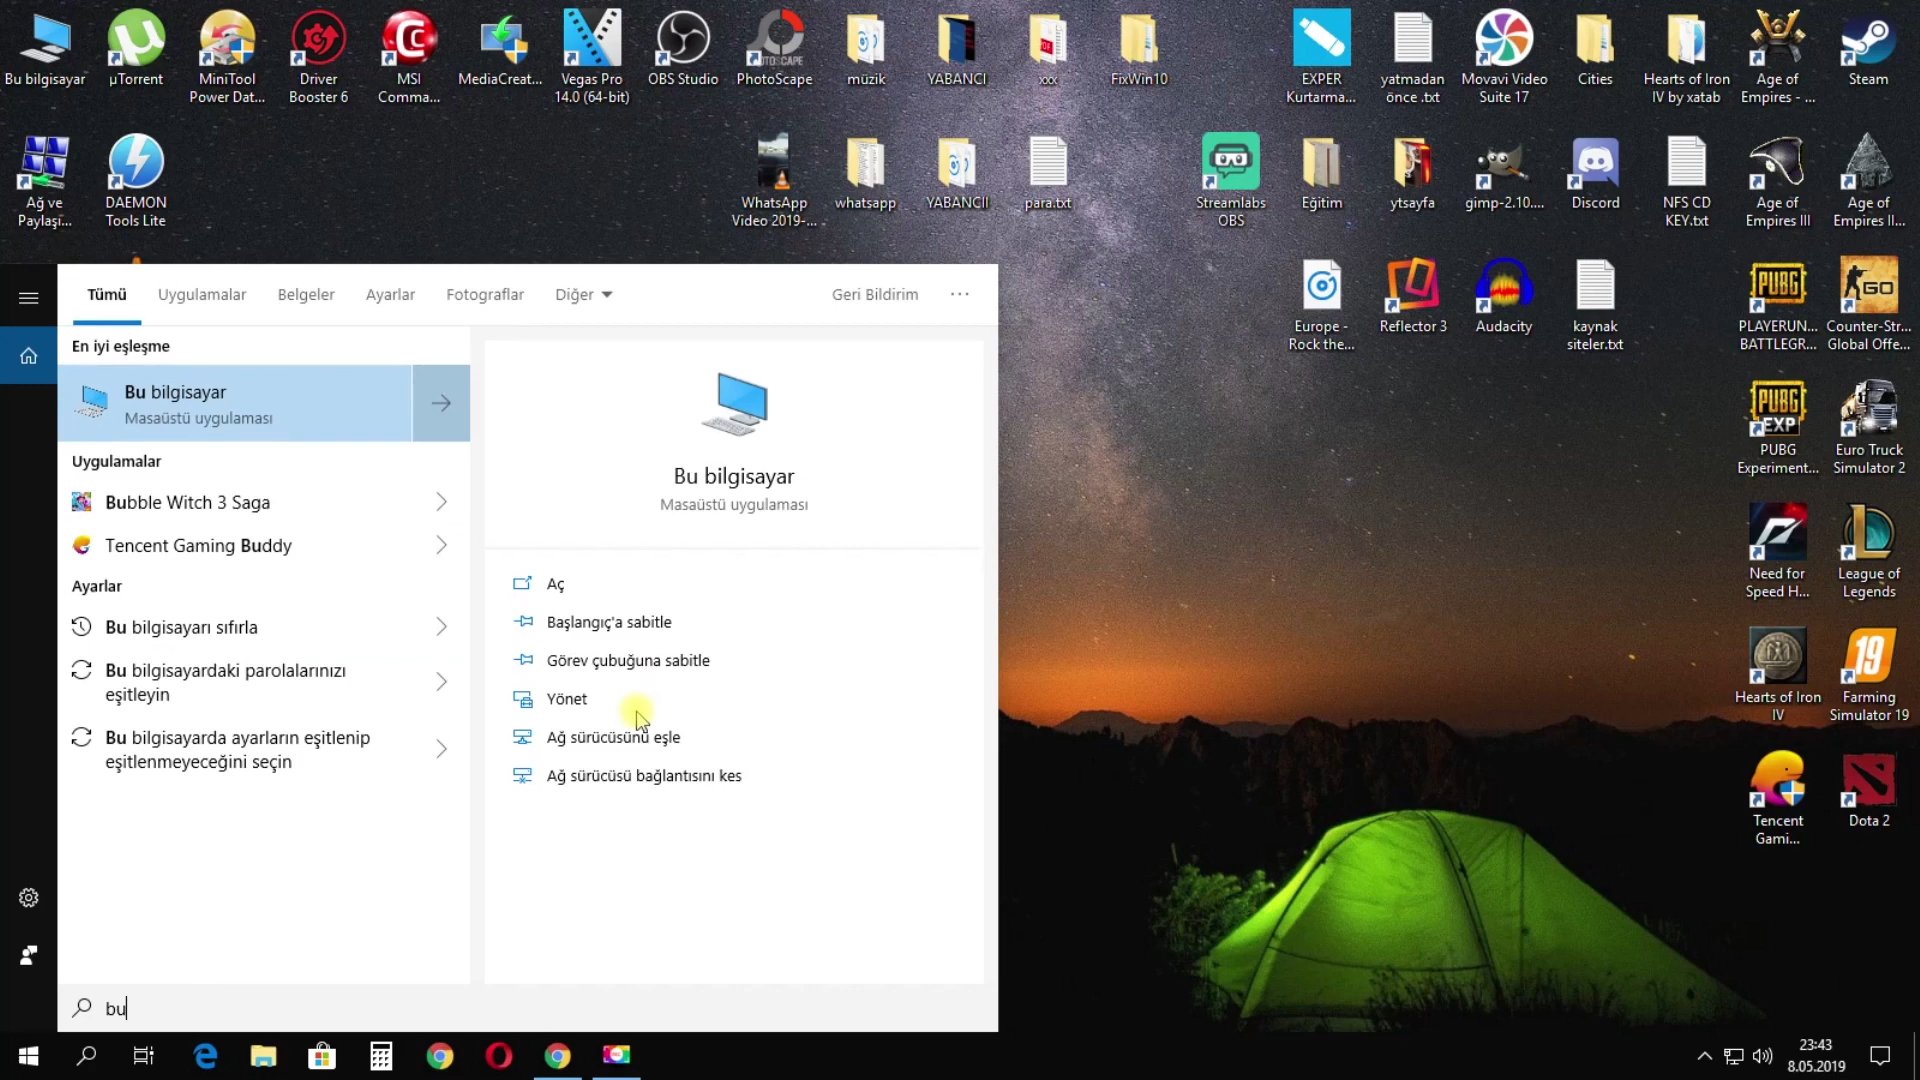 Bu bilgisayar
µTorrent
MiniTool
Power Dat...
Driver
Booster 6
MSI
Comma...
MediaCreat...
Vegas Pro
14.0 (64-bit)
OBS Studio
PhotoScape
müzik
YABANCI
xxx
FixWin10
EXPER
Kurtarma...
yatmadan
önce .txt
Movavi Video
Suite 17
Cities
Hearts of Iron
IV by xatab
Age of
Empires - ...
Steam
Ağ ve
Paylaşı...
DAEMON
Tools Lite
WhatsApp
Video 2019-...
whatsapp
YABANCII
para.txt
Streamlabs
OBS
Eğitim
ytsayfa
gimp-2.10....
Discord
NFS CD
KEY.txt
Age of
Empires III
Age of
Empires II...
Europe -
Rock the...
Reflector 3
Audacity
kaynak
siteler.txt
PLAYERUN...
BATTLEGR...
Counter-Str...
Global Offe...
PUBG
Experiment...
Euro Truck
Simulator 2
Need for
Speed H...
League of
Legends
Hearts of Iron
IV
Farming
Simulator 19
Tencent
Gami...
Dota 2
Tümü
Uygulamalar
Belgeler
Ayarlar
Fotograflar
Diğer
Geri Bildirim
En iyi eşleşme
Bu bilgisayar
Masaüstü uygulaması
Uygulamalar
Bubble Witch 3 Saga
Tencent Gaming Buddy
Ayarlar
Bu bilgisayarı sıfırla
Bu bilgisayardaki parolalarınızı
eşitleyin
Bu bilgisayarda ayarların eşitlenip
eşitlenmeyeceğini seçin
Bu bilgisayar
Masaüstü uygulaması
Aç
Başlangıç'a sabitle
Görev çubuğuna sabitle
Yönet
Ağ sürücüsünü eşle
Ağ sürücüsü bağlantısını kes
bu
23:43
8.05.2019